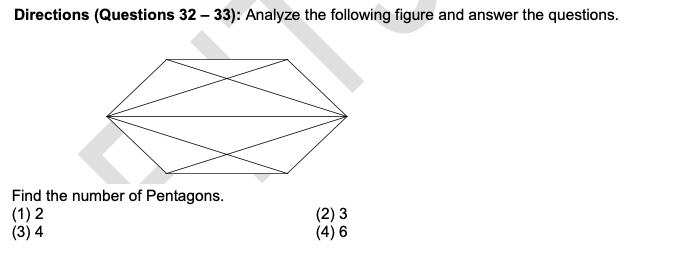 Directions (Questions 32 – 33): Analyze the following figure and answer the questions.
Find the number of Pentagons.
(1) 2
(2) 3
(3) 4
(4) 6